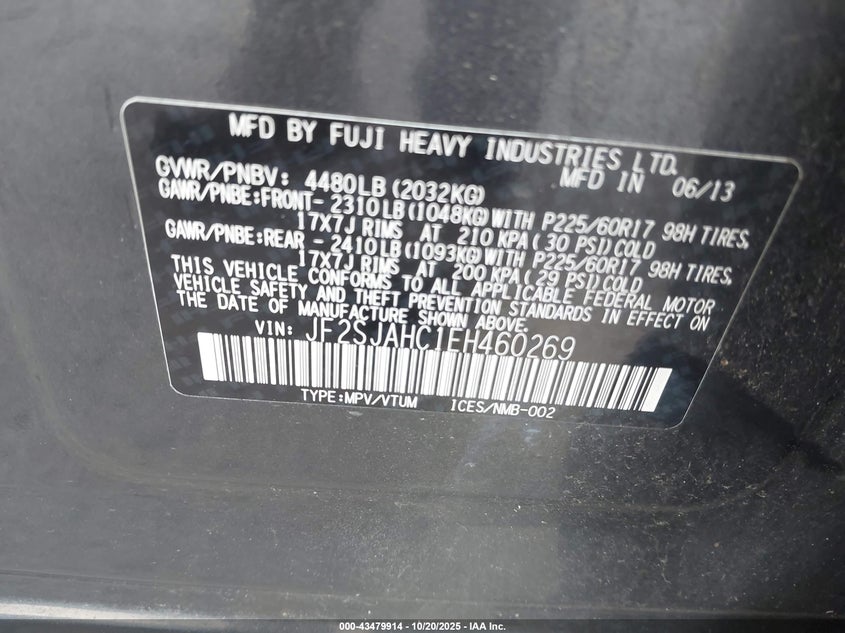 MFD BY FUJI HEAVY INDUSTRIES LTD.
MFD IN 06/13
GVWR/PNBV: 4480LB(2032KG)
GAWR/PNBE:FRONT-2310LB(1048KG)WITH P225/60R17 98H TIRES,
17X7J RIMS AT 210 KPA(30 PSI)COLD
GAWR/PNBE:REAR -2410LB(1093KG)WITH P225/60R17 98H TIRES,
17X7J RIMS AT 200 KPA(29 PSI)COLD
THIS VEHICLE CONFORMS TO ALL APPLICABLE FEDERAL MOTOR
VEHICLE SAFETY AND THEFT PREVENTION STANDARDS IN EFFECT ON
THE DATE OF MANUFACTURE SHOWN ABOVE.
VIN: JF2SJAHC1EH460269
TYPE:MPV/VTUM ICES/NMB-002
000-43479914 - 10/20/2025 - IAA Inc.